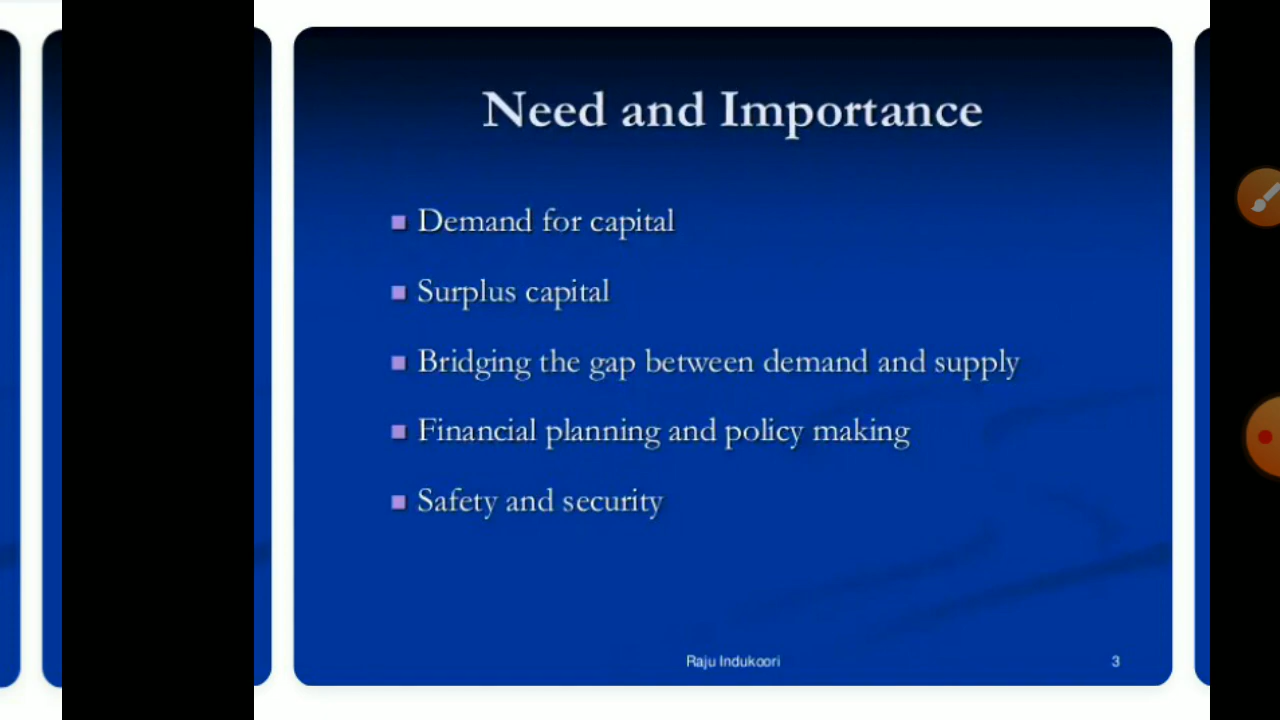 Need and Importance
Demand for capital
Surplus capital
Bridging the gap between demand and supply
Financial planning and policy making
Safety and security
Raju Indukoori
3